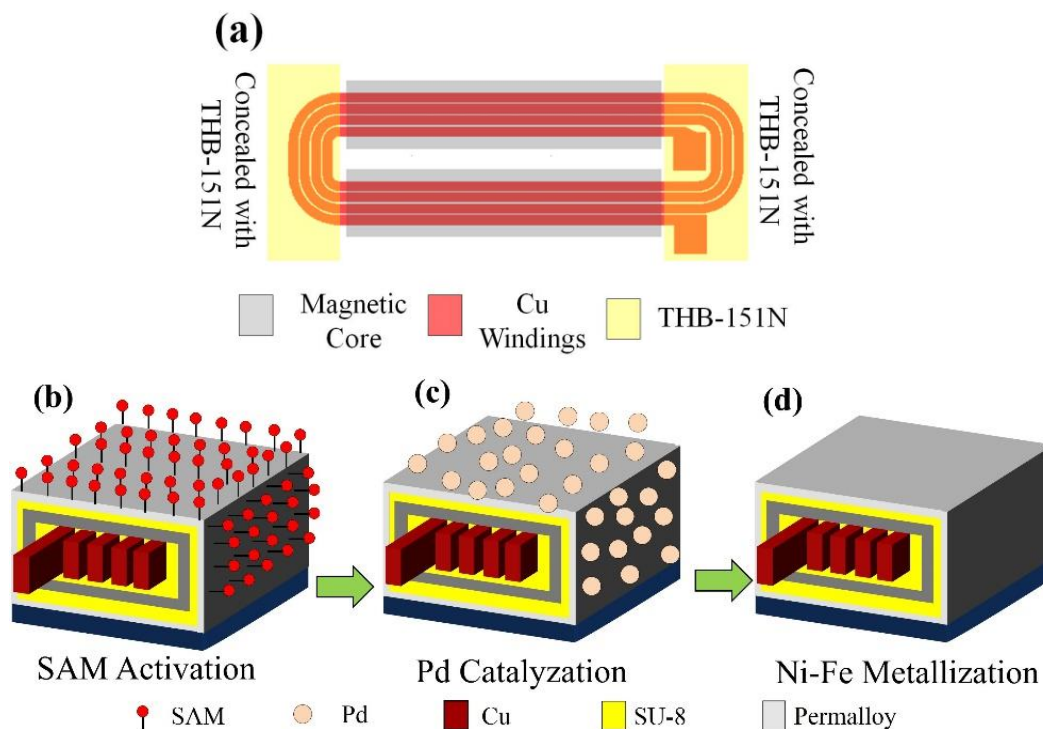 (a)
Concealed with
THB-151N
Concealed with
THB-151N
Magnetic
Core
Cu
Windings
THB-151N
(b)
(c)
(d)
SAM Activation
Pd Catalyzation
Ni-Fe Metallization
SAM
Pd
Cu
SU-8
Permalloy